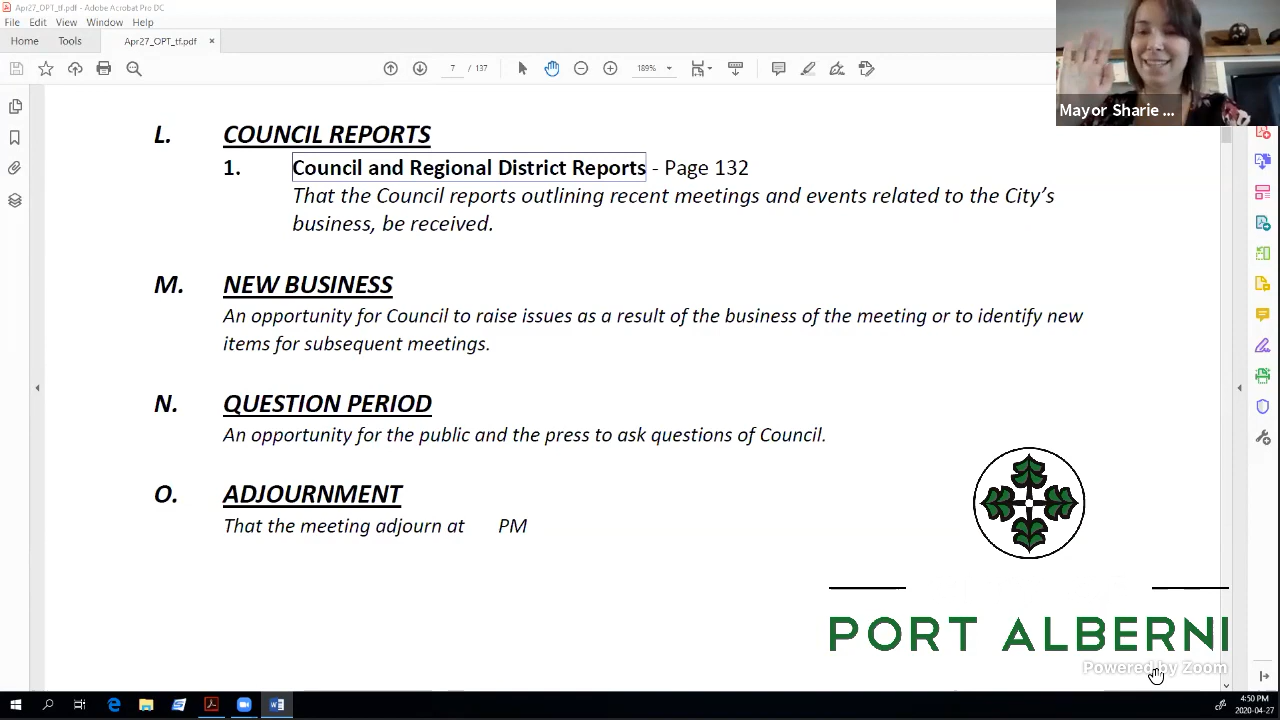 Apr27_OPT_tf.pdf - Adobe Acrobat Pro DC
File Edit View Window Help
Home Tools Apr27_OPT_tf.pdf ×
7 / 137 189%
Mayor Sharie ...
L. COUNCIL REPORTS
1. Council and Regional District Reports - Page 132
That the Council reports outlining recent meetings and events related to the City’s
business, be received.
M. NEW BUSINESS
An opportunity for Council to raise issues as a result of the business of the meeting or to identify new
items for subsequent meetings.
N. QUESTION PERIOD
An opportunity for the public and the press to ask questions of Council.
O. ADJOURNMENT
That the meeting adjourn at PM
PORT ALBERNI
Powered by Zoom
4:50 PM
2020-04-27